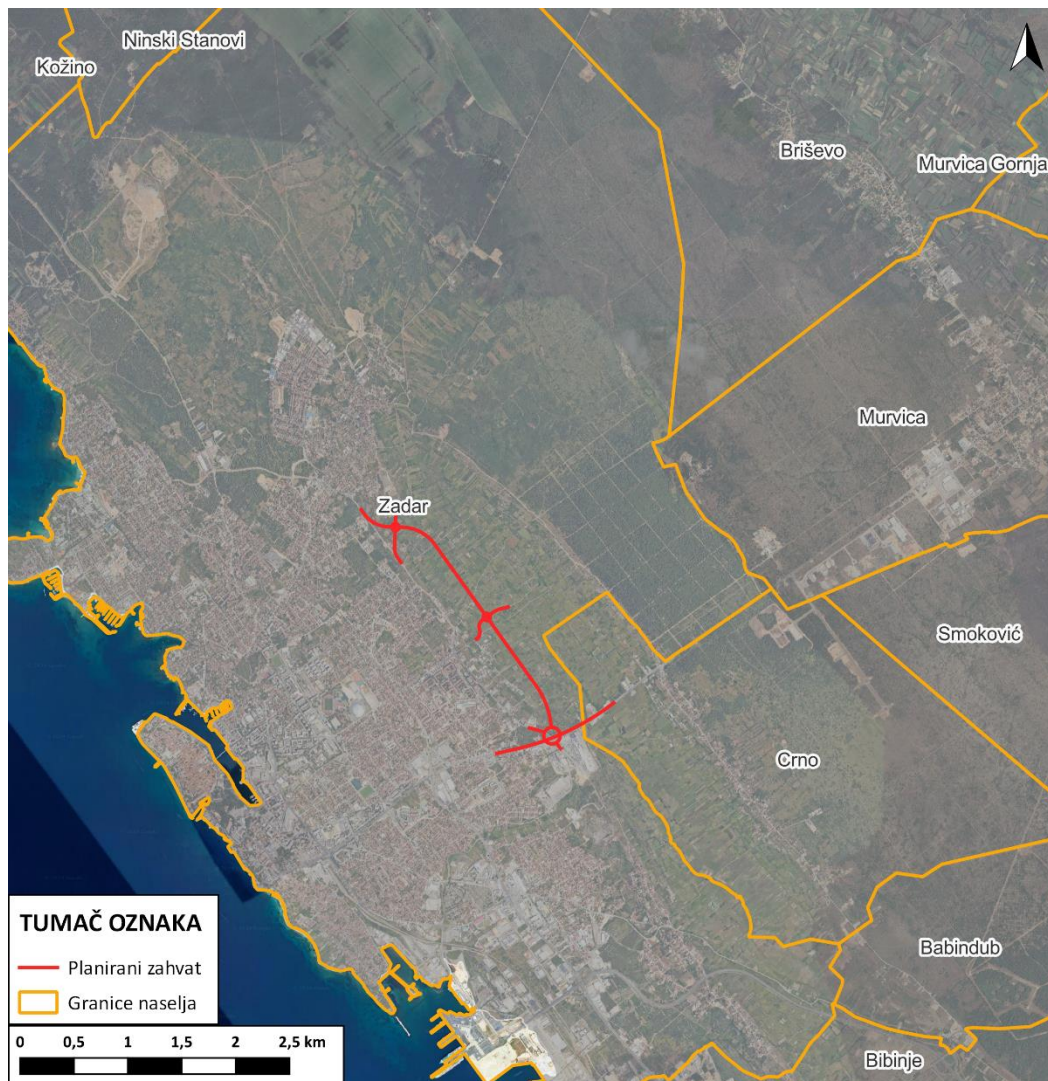 Ninski Stanovi
Kožino
Briševo
Murvica Gornja
Murvica
Zadar
Smoković
Crno
Babindub
Bibinje
TUMAČ OZNAKA
Planirani zahvat
Granice naselja
0 0,5 1 1,5 2 2,5 km